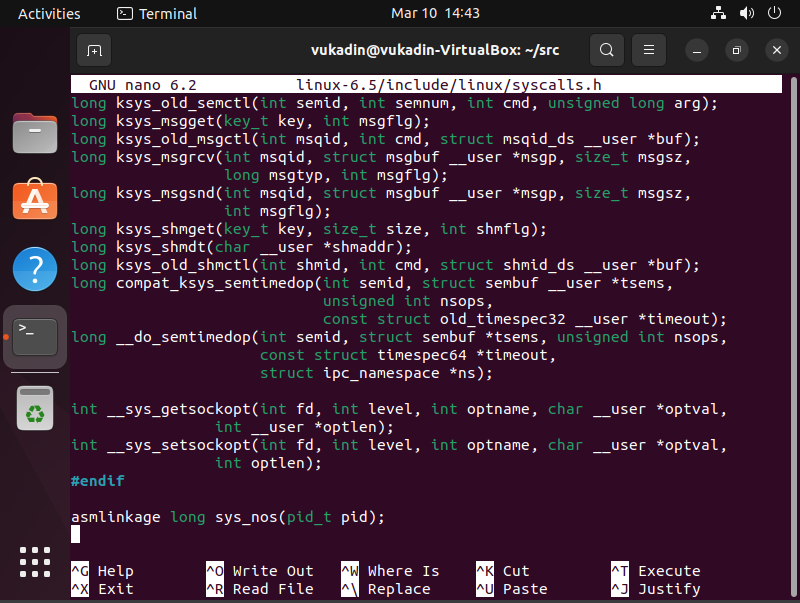 Activities Terminal Mar 10 14:43
vukadin@vukadin-VirtualBox: ~/src
GNU nano 6.2 linux-6.5/include/linux/syscalls.h
long ksys_old_semctl(int semid, int semnum, int cmd, unsigned long arg);
long ksys_msgget(key_t key, int msgflg);
long ksys_old_msgctl(int msqid, int cmd, struct msqid_ds __user *buf);
long ksys_msgrcv(int msqid, struct msgbuf __user *msgp, size_t msgsz,
long msgtyp, int msgflg);
long ksys_msgsnd(int msqid, struct msgbuf __user *msgp, size_t msgsz,
int msgflg);
long ksys_shmget(key_t key, size_t size, int shmflg);
long ksys_shmdt(char __user *shmaddr);
long ksys_old_shmctl(int shmid, int cmd, struct shmid_ds __user *buf);
long compat_ksys_semtimedop(int semid, struct sembuf __user *tsems,
unsigned int nsops,
const struct old_timespec32 __user *timeout);
long __do_semtimedop(int semid, struct sembuf *tsems, unsigned int nsops,
const struct timespec64 *timeout,
struct ipc_namespace *ns);
int __sys_getsockopt(int fd, int level, int optname, char __user *optval,
int __user *optlen);
int __sys_setsockopt(int fd, int level, int optname, char __user *optval,
int optlen);
#endif
asmlinkage long sys_nos(pid_t pid);
^G Help ^O Write Out ^W Where Is ^K Cut ^T Execute
^X Exit ^R Read File ^\ Replace ^U Paste ^J Justify